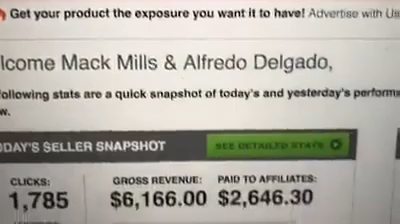 Get your product the exposure you want it to have! Advertise with Us
lcome Mack Mills & Alfredo Delgado,
following stats are a quick snapshot of today's and yesterday's perform
w.
ODAY'S SELLER SNAPSHOT SEE DETAILED STATS
CLICKS: GROSS REVENUE: PAID TO AFFILIATES:
1,785 $6,166.00 $2,646.30